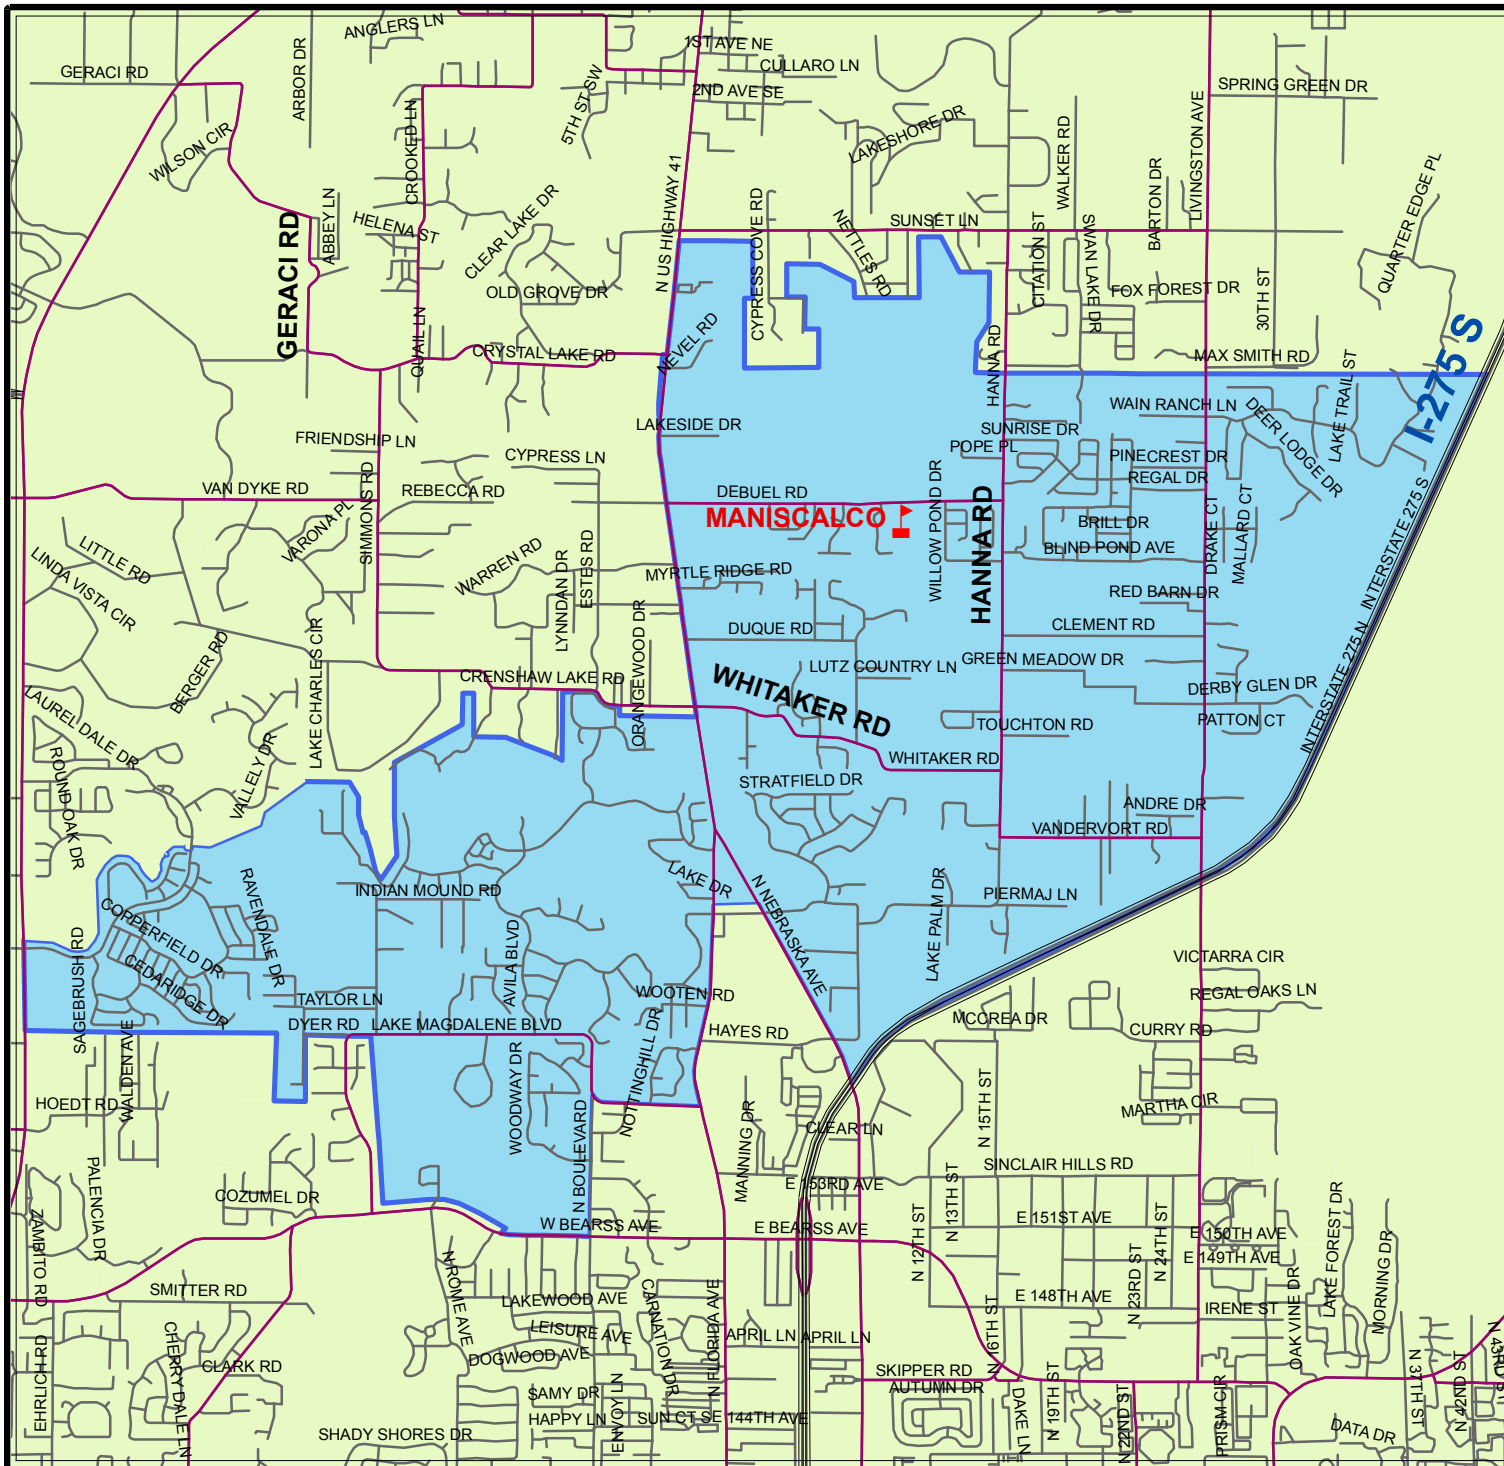 ANGLERS LN
1ST AVE NE
CULLARO LN
GERACI RD
ARBOR DR
5TH ST SW
2ND AVE SE
SPRING GREEN DR
WILSON CIR
CROOKED LN
LAKESHORE DR
WALKER RD
LIVINGSTON AVE
N US HIGHWAY 41
BARTON DR
QUARTER EDGE PL
GERACI RD
ABBEY LN
HELENA ST
CLEAR LAKE DR
CYPRESS COVE RD
NETTLES RD
SUNSET LN
CITATION ST
SWAN LAKE DR
OLD GROVE DR
FOX FOREST DR
30TH ST
QUAIL LN
CRYSTAL LAKE RD
NEVEL RD
HANNA RD
MAX SMITH RD
I-275 S
LAKE TRAIL ST
WAIN RANCH LN
DEER LODGE DR
LAKESIDE DR
SUNRISE DR
FRIENDSHIP LN
POPE PL
CYPRESS LN
PINECREST DR
REGAL DR
VAN DYKE RD
SIMMONS RD
REBECCA RD
DEBUEL RD
WILLOW POND DR
HANNA RD
MANISCALCO
BRILL DR
DRAKE CT
MALLARD CT
VARONA PL
LITTLE RD
LINDA VISTA CIR
WARREN RD
LYNNDAN DR
ESTES RD
BLIND POND AVE
MYRTLE RIDGE RD
RED BARN DR
INTERSTATE 275 S
INTERSTATE 275 N
DUQUE RD
CLEMENT RD
BERGER RD
LAKE CHARLES CIR
ORANGEWOOD DR
LUTZ COUNTRY LN
GREEN MEADOW DR
CRENSHAW LAKE RD
WHITAKER RD
DERBY GLEN DR
LAUREL DALE DR
TOUCHTON RD
PATTON CT
ROUND OAK DR
VALLELY DR
WHITAKER RD
STRATFIELD DR
ANDRE DR
VANDERVORT RD
RAVENDALE DR
INDIAN MOUND RD
LAKE DR
N NEBRASKA AVE
LAKE PALM DR
PIERMAJ LN
COPPERFIELD DR
SAGEBRUSH RD
CEDARIDGE DR
AVILA BLVD
VICTARRA CIR
TAYLOR LN
WOOTEN RD
REGAL OAKS LN
DYER RD
LAKE MAGDALENE BLVD
HAYES RD
MCCREA DR
CURRY RD
WALDEN AVE
WOODWAY DR
NOTTINGHILL DR
N 15TH ST
HOEDT RD
N BOULEVARD
MANNING DR
CLEAR LN
MARTHA CIR
PALENCIA DR
SINCLAIR HILLS RD
COZUMEL DR
E 153RD AVE
N 13TH ST
ZAMBITO RD
W BEARSS AVE
E BEARSS AVE
N 12TH ST
E 151ST AVE
N 24TH ST
E 150TH AVE
E 149TH AVE
LAKE FOREST DR
MORNING DR
N ROME AVE
SMITTER RD
LAKEWOOD AVE
CARNATION DR
N FLORIDA AVE
E 148TH AVE
N 23RD ST
IRENE ST
OAK VINE DR
EHRLICH RD
CHERRY DALE LN
LEISURE AVE
APRIL LN
APRIL LN
N 16TH ST
N 43RD ST
CLARK RD
DOGWOOD AVE
SKIPPER RD
AUTUMN DR
SAMY DR
HAPPY LN
ENVOY LN
SUN CT
SE 144TH AVE
DAKE LN
N 19TH ST
N 22ND ST
PRISM CIR
N 37TH ST
N 42ND ST
SHADY SHORES DR
DATA DR